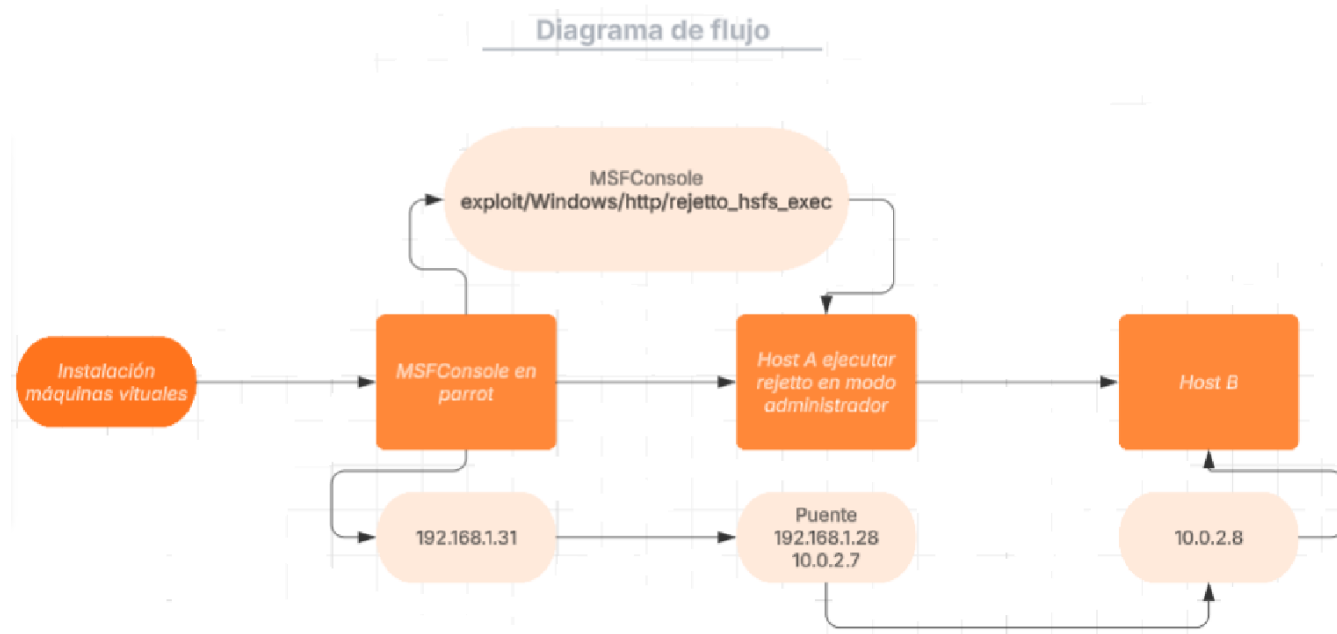 Diagrama de flujo
MSFConsole
exploit/Windows/http/rejetto_hsfs_exec
Instalación
máquinas vituales
MSFConsole en
parrot
Host A ejecutar
rejetto en modo
administrador
Host B
192.168.1.31
Puente
192.168.1.28
10.0.2.7
10.0.2.8